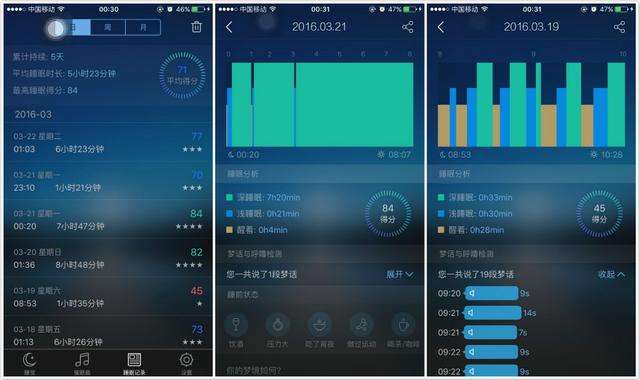 中国移动 00:30 46%
日 周 月
累计持续: 5天
平均睡眠时长: 5小时23分钟
最高睡眠得分: 84
71
平均得分
2016-03
03-22 星期二 77
01:03 6小时23分钟
03-21 星期一 70
23:10 1小时21分钟
03-21 星期一 84
00:20 7小时47分钟
03-20 星期日 82
01:36 8小时48分钟
03-19 星期六 45
08:53 1小时35分钟
03-18 星期五 73
01:13 6小时26分钟
睡觉 催眠曲 睡眠记录 设置
中国移动 00:31 47%
2016.03.21
0 1 2 3 4 5 6 7 8
00:20 08:07
睡眠分析
深睡眠: 7h20min
浅睡眠: 0h21min
醒着: 0h4min
84
得分
梦话与呼噜检测
您一共说了1段梦话 展开
睡前状态
饮酒 压力大 吃了宵夜 做过运动 喝茶/咖啡
你的梦境如何?
中国移动 00:31 47%
2016.03.19
8 9 10
08:53 10:28
睡眠分析
深睡眠: 0h33min
浅睡眠: 0h30min
醒着: 0h28min
45
得分
梦话与呼噜检测
您一共说了19段梦话 收起
09:20 9s
09:21 14s
09:21 7s
09:22 9s
09:22 9s